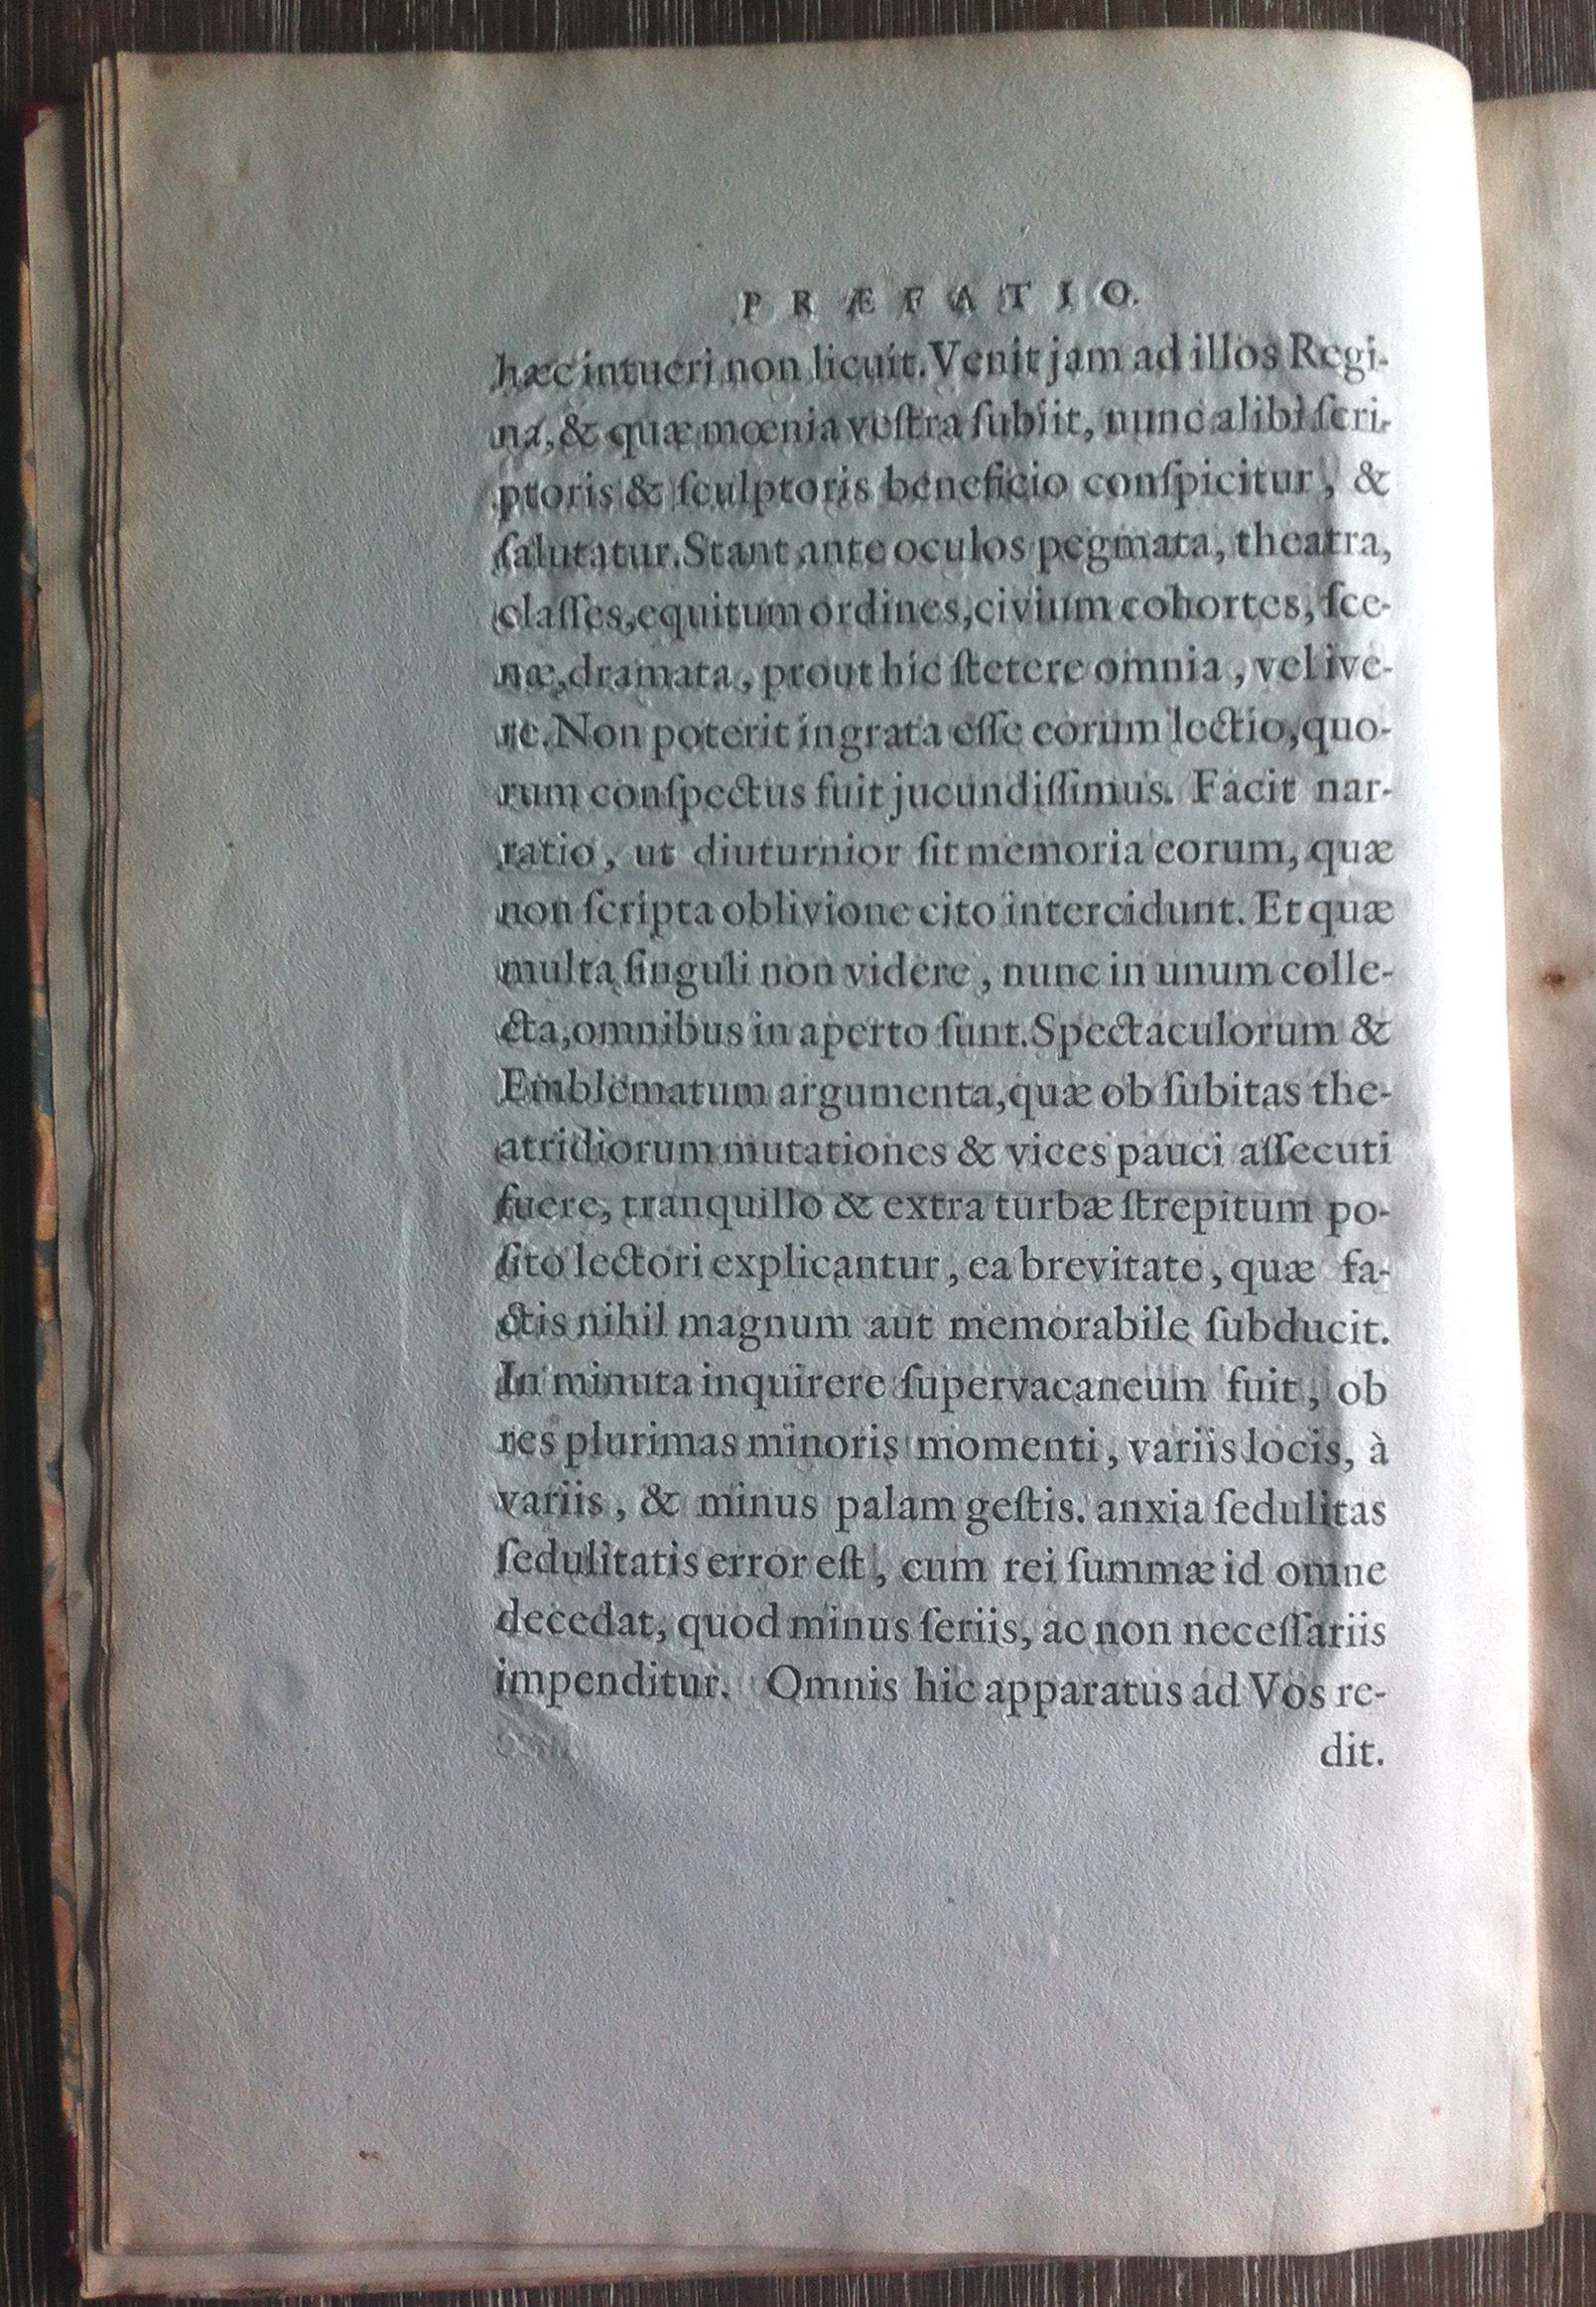 PRÆFATIO.
hæc intueri non licuit. Venit jam ad illos Regi-
na, & quæ mœnia veſtra ſubiit, nunc alibi ſcri-
ptoris & ſculptoris beneficio conſpicitur, &
ſalutatur. Stant ante oculos pegmata, theatra,
claſſes, equitum ordines, civium cohortes, ſce-
næ, dramata, prout hic ſtetere omnia, vel ive-
re. Non poterit ingrata eſſe eorum lectio, quo-
rum conſpectus fuit jucundiſſimus. Facit nar-
ratio, ut diuturnior ſit memoria eorum, quæ
non ſcripta oblivione cito intercidunt. Et quæ
multa ſinguli non videre, nunc in unum colle-
cta, omnibus in aperto ſunt. Spectaculorum &
Emblematum argumenta, quæ ob ſubitas the-
atridiorum mutationes & vices pauci aſſecuti
fuere, tranquillo & extra turbæ ſtrepitum po-
ſito lectori explicantur, ea brevitate, quæ fa-
ctis nihil magnum aut memorabile ſubducit.
In minuta inquirere ſupervacaneum fuit, ob
res plurimas minoris momenti, variis locis, à
variis, & minus palam geſtis. anxia ſedulitas
ſedulitatis error eſt, cum rei ſummæ id omne
decedat, quod minus ſeriis, ac non neceſſariis
impenditur. Omnis hic apparatus ad Vos re-
dit.